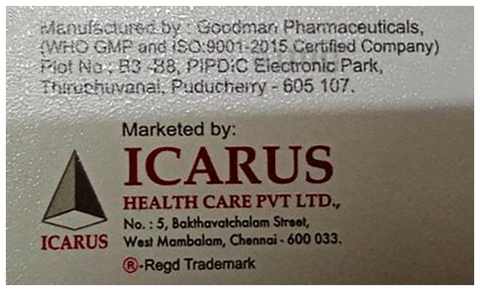 Manufactured by : Goodman Pharmaceuticals,
(WHO GMP and ISO:9001-2015 Certified Company)
Plot No : B3 -B8, PIPDIC Electronic Park,
Thiruphuvanai, Puducherry - 605 107.
Marketed by:
ICARUS
HEALTH CARE PVT LTD.,
No. : 5, Bakthavatchalam Street,
West Mambalam, Chennai - 600 033.
ICARUS
®-Regd Trademark